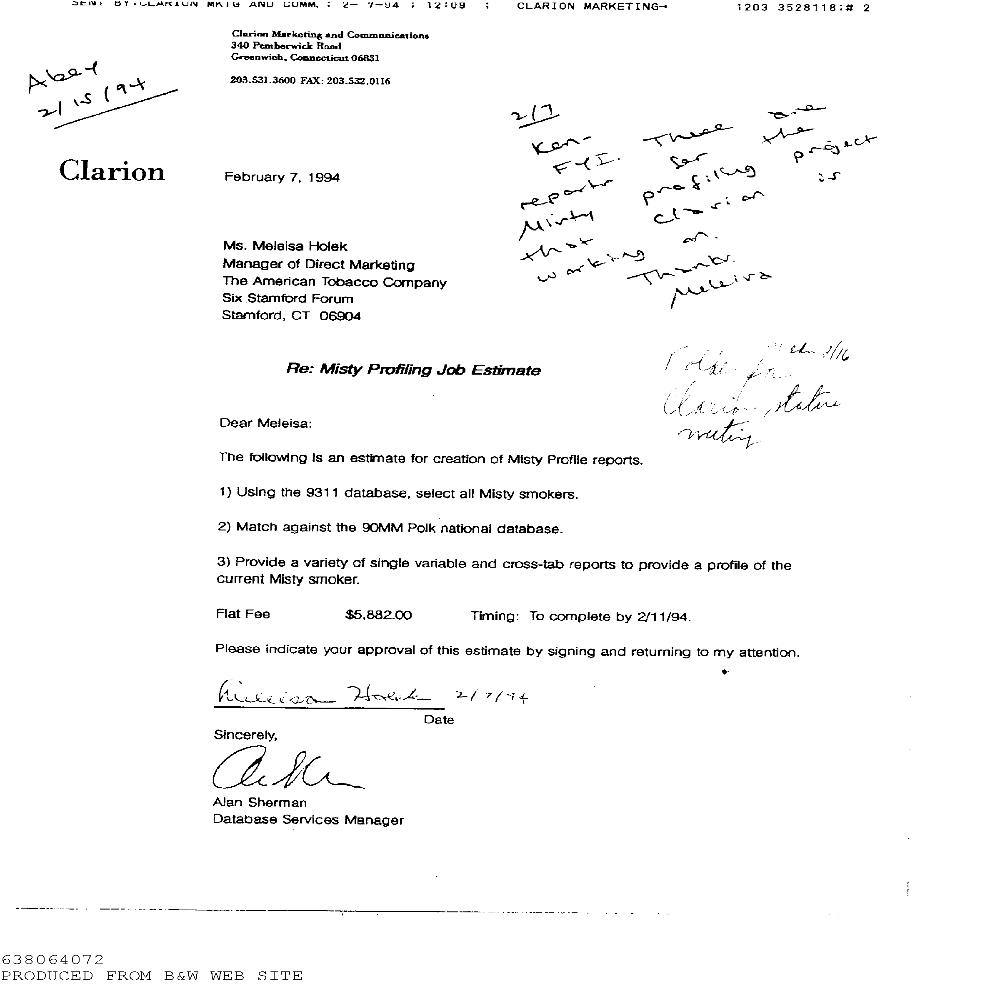 SENT BY:CLARION MKTG AND COMM. ; 2- 7-94 ; 12:09 ; CLARION MARKETING→ 1203 3528118;# 2
Clarion Marketing and Communications
340 Pemberwick Road
Greenwich, Connecticut 06831
203.531.3600 FAX: 203.532.0116
2/15/94
Clarion
2/7
Ken-
FYI. These are
reports for the
Misty profiling project
that Clarion is
working on.
Thanks.
Meleisa
February 7, 1994
Ms. Meleisa Holek
Manager of Direct Marketing
The American Tobacco Company
Six Stamford Forum
Stamford, CT 06904
Re: Misty Profiling Job Estimate
2/16
Clarion status
meeting
Dear Meleisa:
The following is an estimate for creation of Misty Profile reports.
1) Using the 9311 database, select all Misty smokers.
2) Match against the 90MM Polk national database.
3) Provide a variety of single variable and cross-tab reports to provide a profile of the
current Misty smoker.
Flat Fee $5,882.00 Timing: To complete by 2/11/94.
Please indicate your approval of this estimate by signing and returning to my attention.
Meleisa Holek 2/7/94
Date
Sincerely,
Alan Sherman
Database Services Manager
638064072
PRODUCED FROM B&W WEB SITE